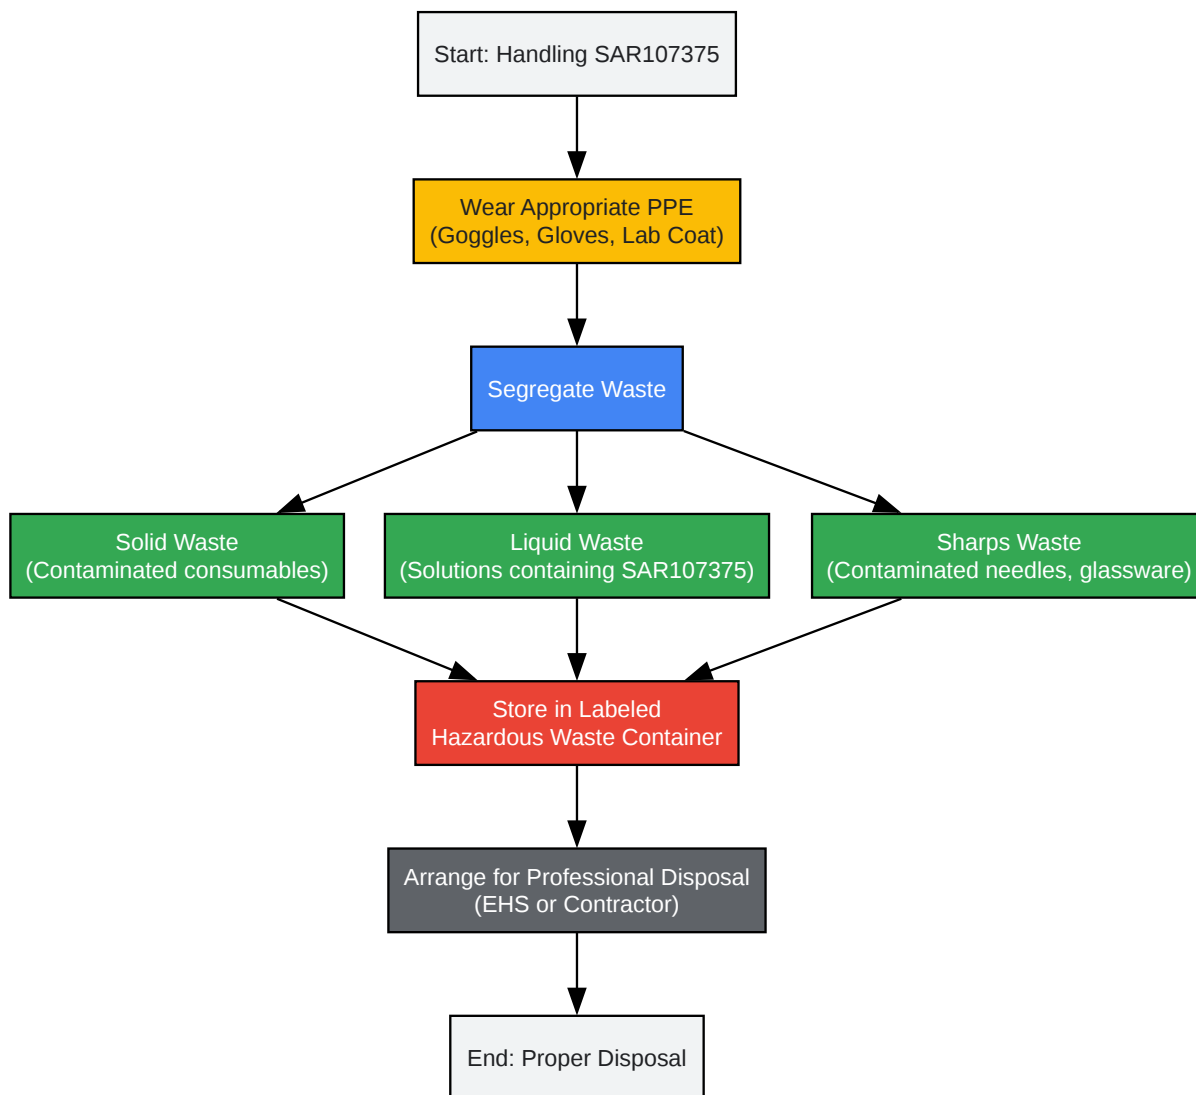 Start: Handling SAR107375
Wear Appropriate PPE
(Goggles, Gloves, Lab Coat)
Segregate Waste
Solid Waste
(Contaminated consumables)
Liquid Waste
(Solutions containing SAR107375)
Sharps Waste
(Contaminated needles, glassware)
Store in Labeled
Hazardous Waste Container
Arrange for Professional Disposal
(EHS or Contractor)
End: Proper Disposal